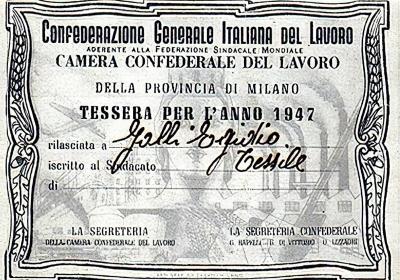 Confederazione Generale Italiana del Lavoro
ADERENTE ALLA FEDERAZIONE SINDACALE MONDIALE
CAMERA CONFEDERALE DEL LAVORO
DELLA PROVINCIA DI MILANO
TESSERA PER L'ANNO 1947
rilasciata a Galli Egidio
iscritto al Sindacato Tessile
di
LA SEGRETERIA LA SEGRETERIA CONFEDERALE
DELLA CAMERA CONFEDERALE DEL LAVORO G. RAPELLI G. DI VITTORIO O. LIZZADRI